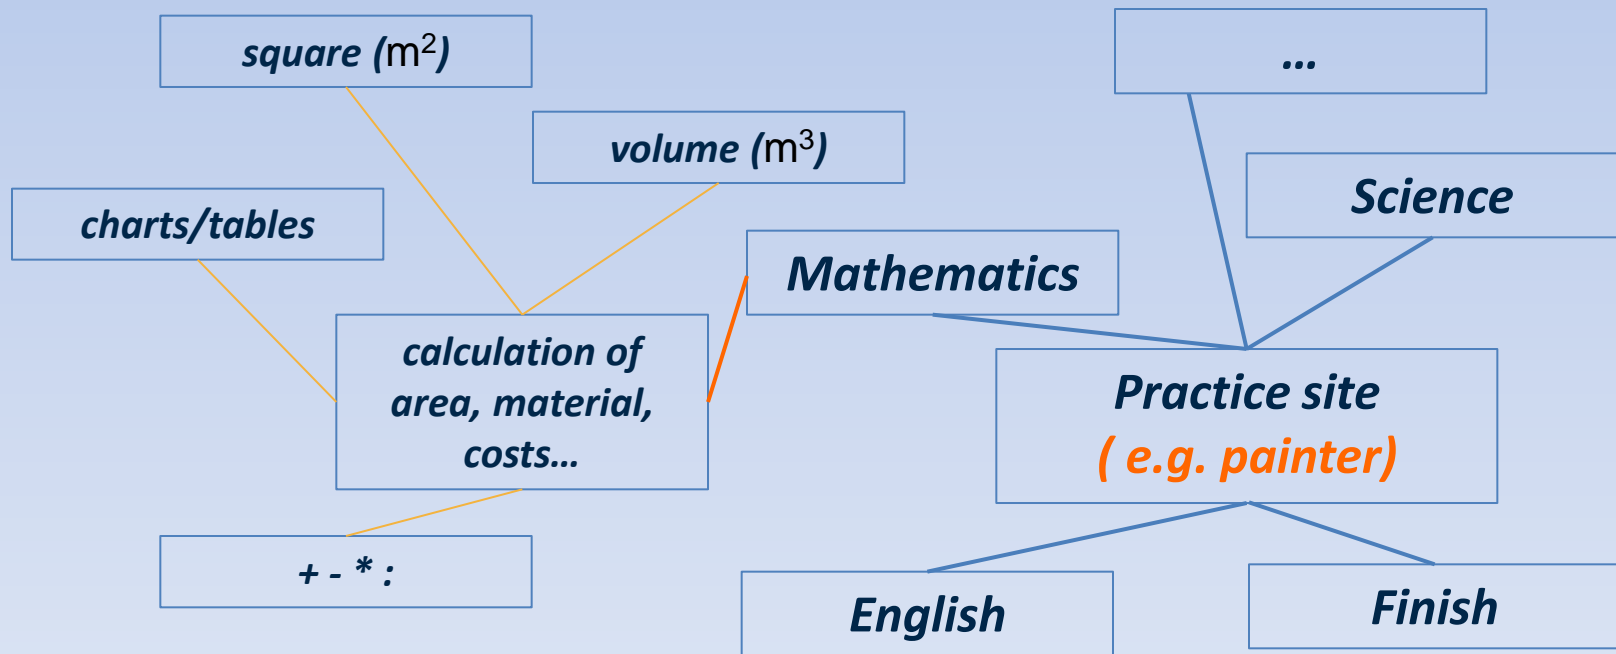 square (m²)
…
volume (m³)
Science
charts/tables
Mathematics
calculation of
area, material,
costs…
Practice site
( e.g. painter)
+ - * :
English
Finish